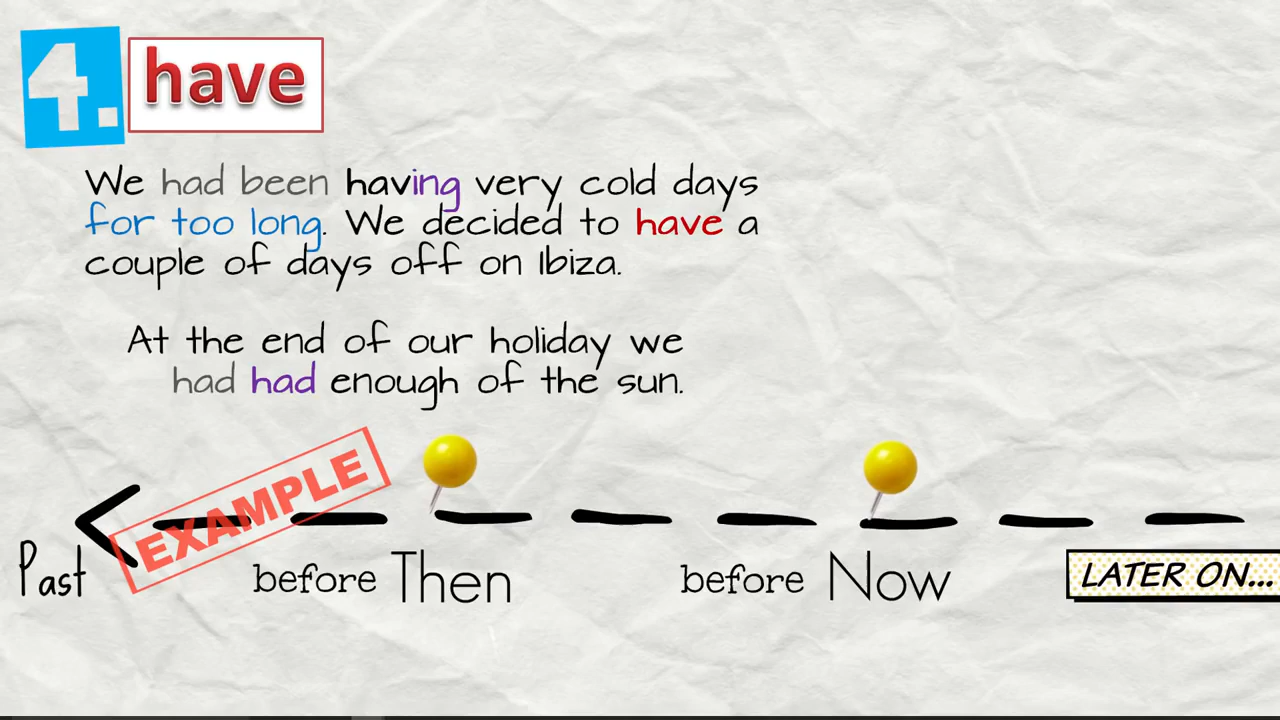 4. have
We had been having very cold days
for too long. We decided to have a
couple of days off on Ibiza.
At the end of our holiday we
had had enough of the sun.
EXAMPLE
Past before Then before Now LATER ON...